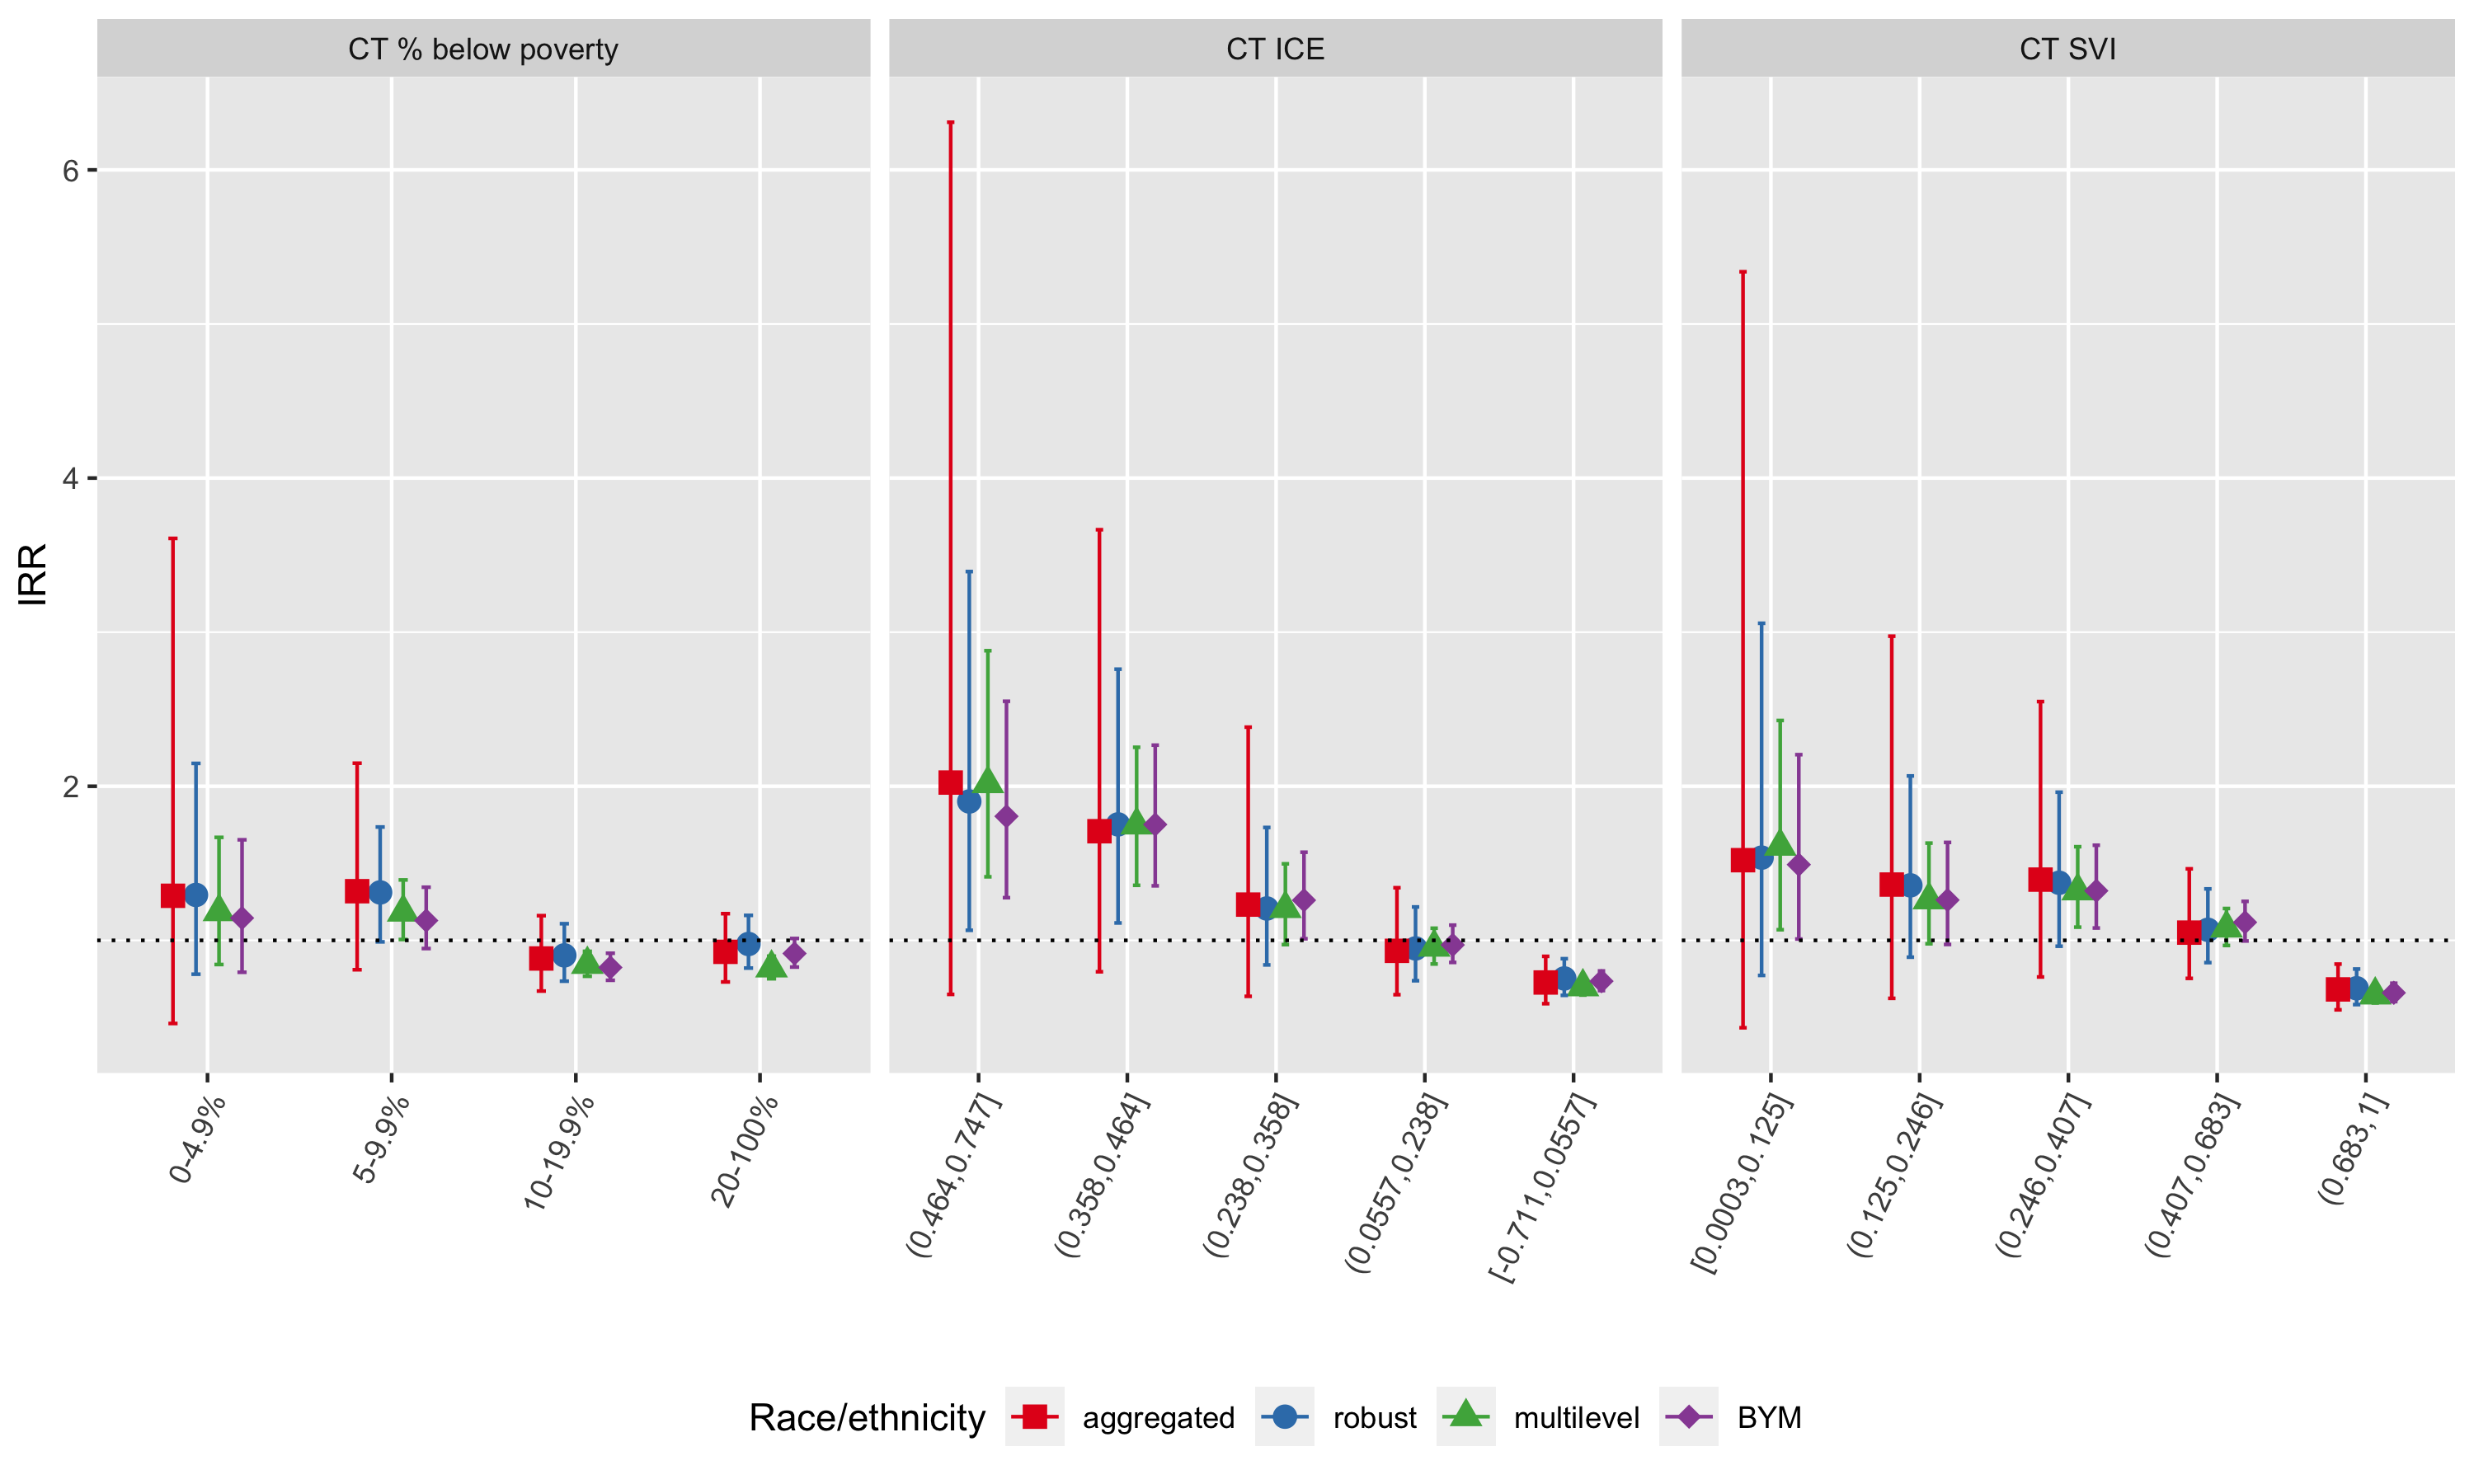 CT % below poverty CT ICE CT SVI
6
4
2
IRR
0-4.9% 5-9.9% 10-19.9% 20-100% (0.464,0.747] (0.358,0.464] (0.238,0.358] (0.0557,0.238] [-0.711,0.0557] [0.0003,0.125] (0.125,0.246] (0.246,0.407] (0.407,0.683] (0.683,1]
Race/ethnicity aggregated robust multilevel BYM